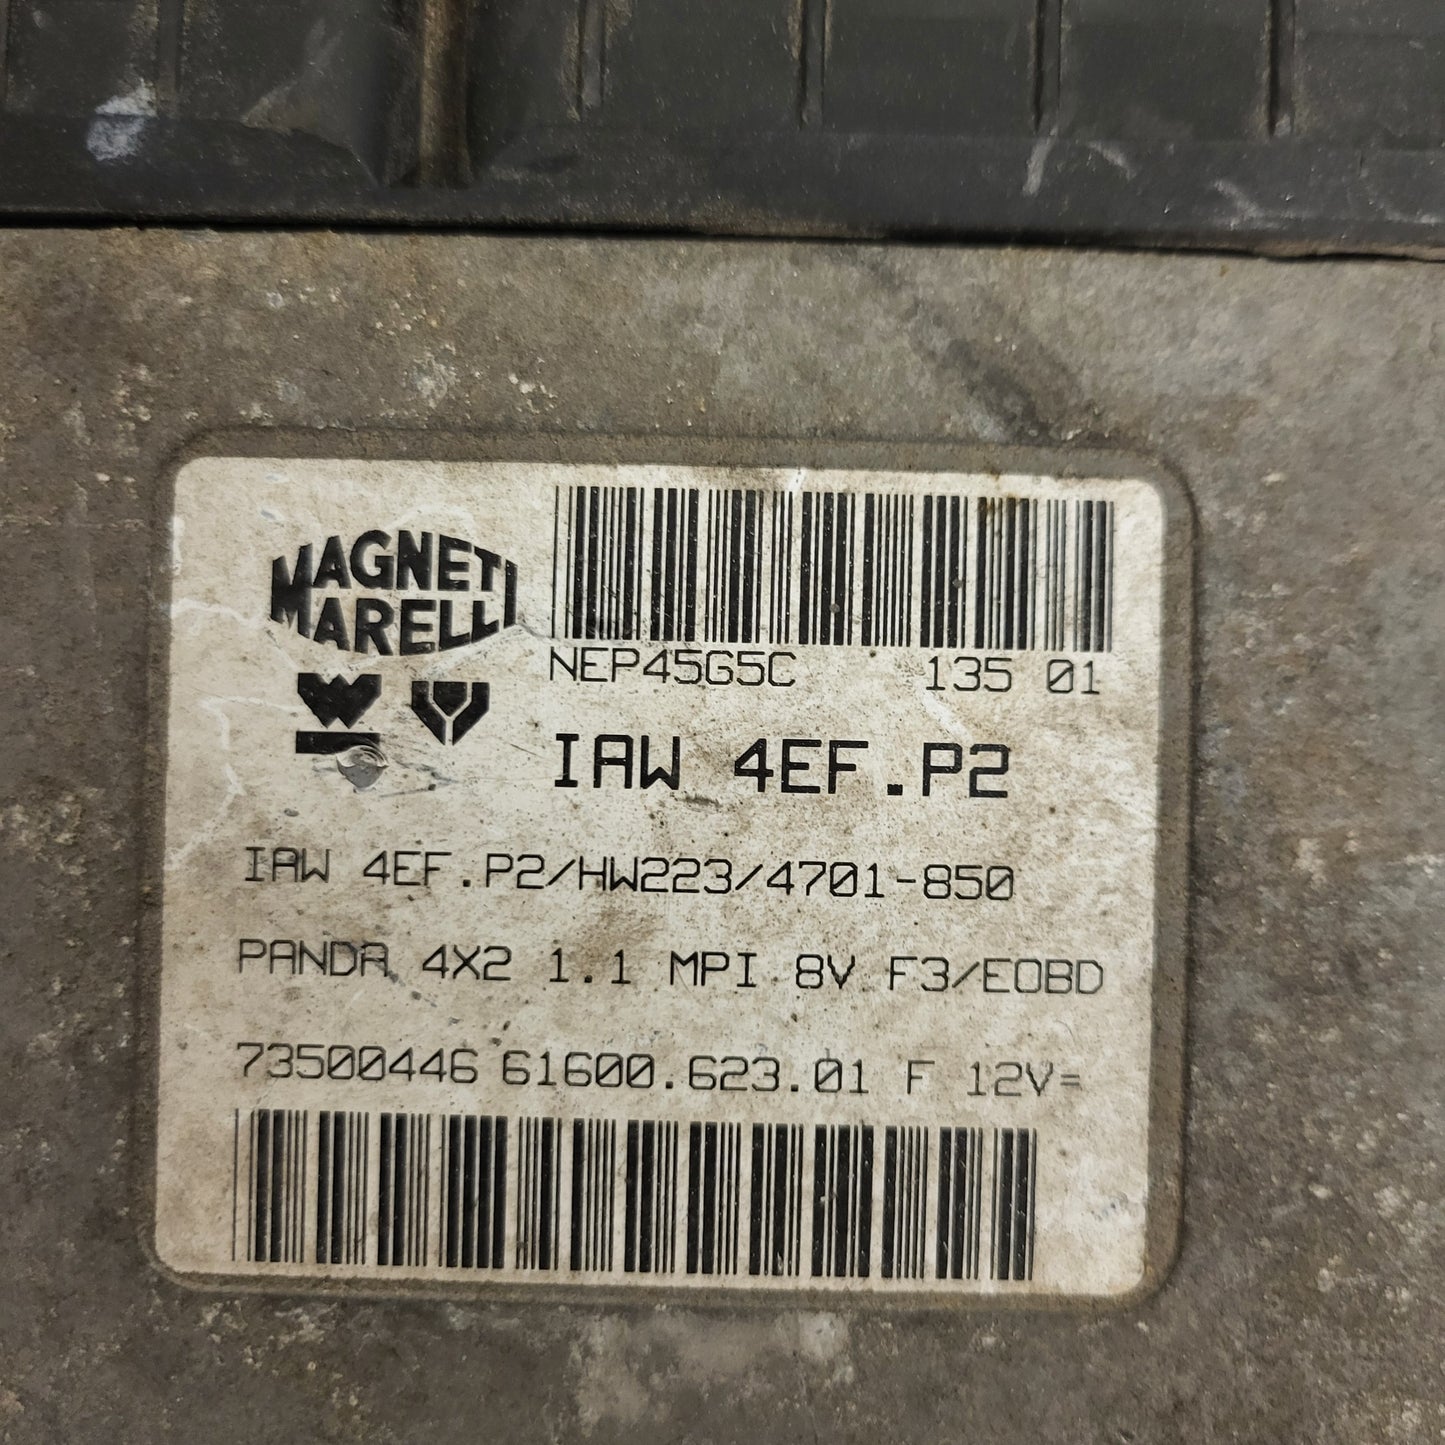 MAGNETI
MARELLI
NEP45G5C 135 01
IAW 4EF.P2
IAW 4EF.P2/HW223/4701-850
PANDA 4X2 1.1 MPI 8V F3/EOBD
73500446 61600.623.01 F 12V=